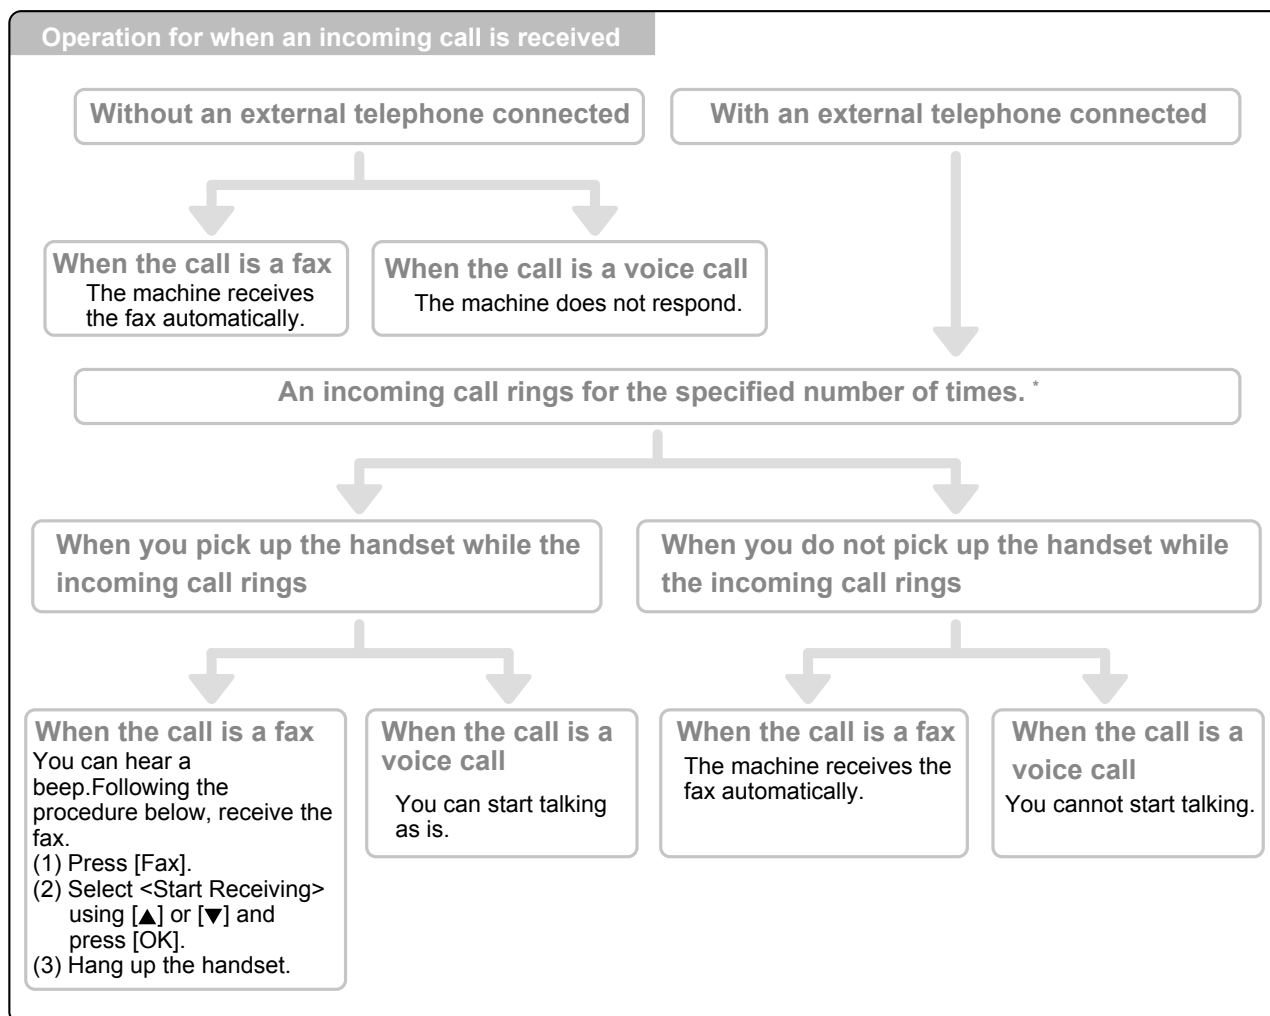 Operation for when an incoming call is received
Without an external telephone connected
With an external telephone connected
When the call is a fax
The machine receives
the fax automatically.
When the call is a voice call
The machine does not respond.
An incoming call rings for the specified number of times. *
When you pick up the handset while the
incoming call rings
When you do not pick up the handset while
the incoming call rings
When the call is a fax
You can hear a
beep.Following the
procedure below, receive the
fax.
(1) Press [Fax].
(2) Select <Start Receiving>
using [▲] or [▼] and
press [OK].
(3) Hang up the handset.
When the call is a
voice call
You can start talking
as is.
When the call is a fax
The machine receives the
fax automatically.
When the call is a
voice call
You cannot start talking.